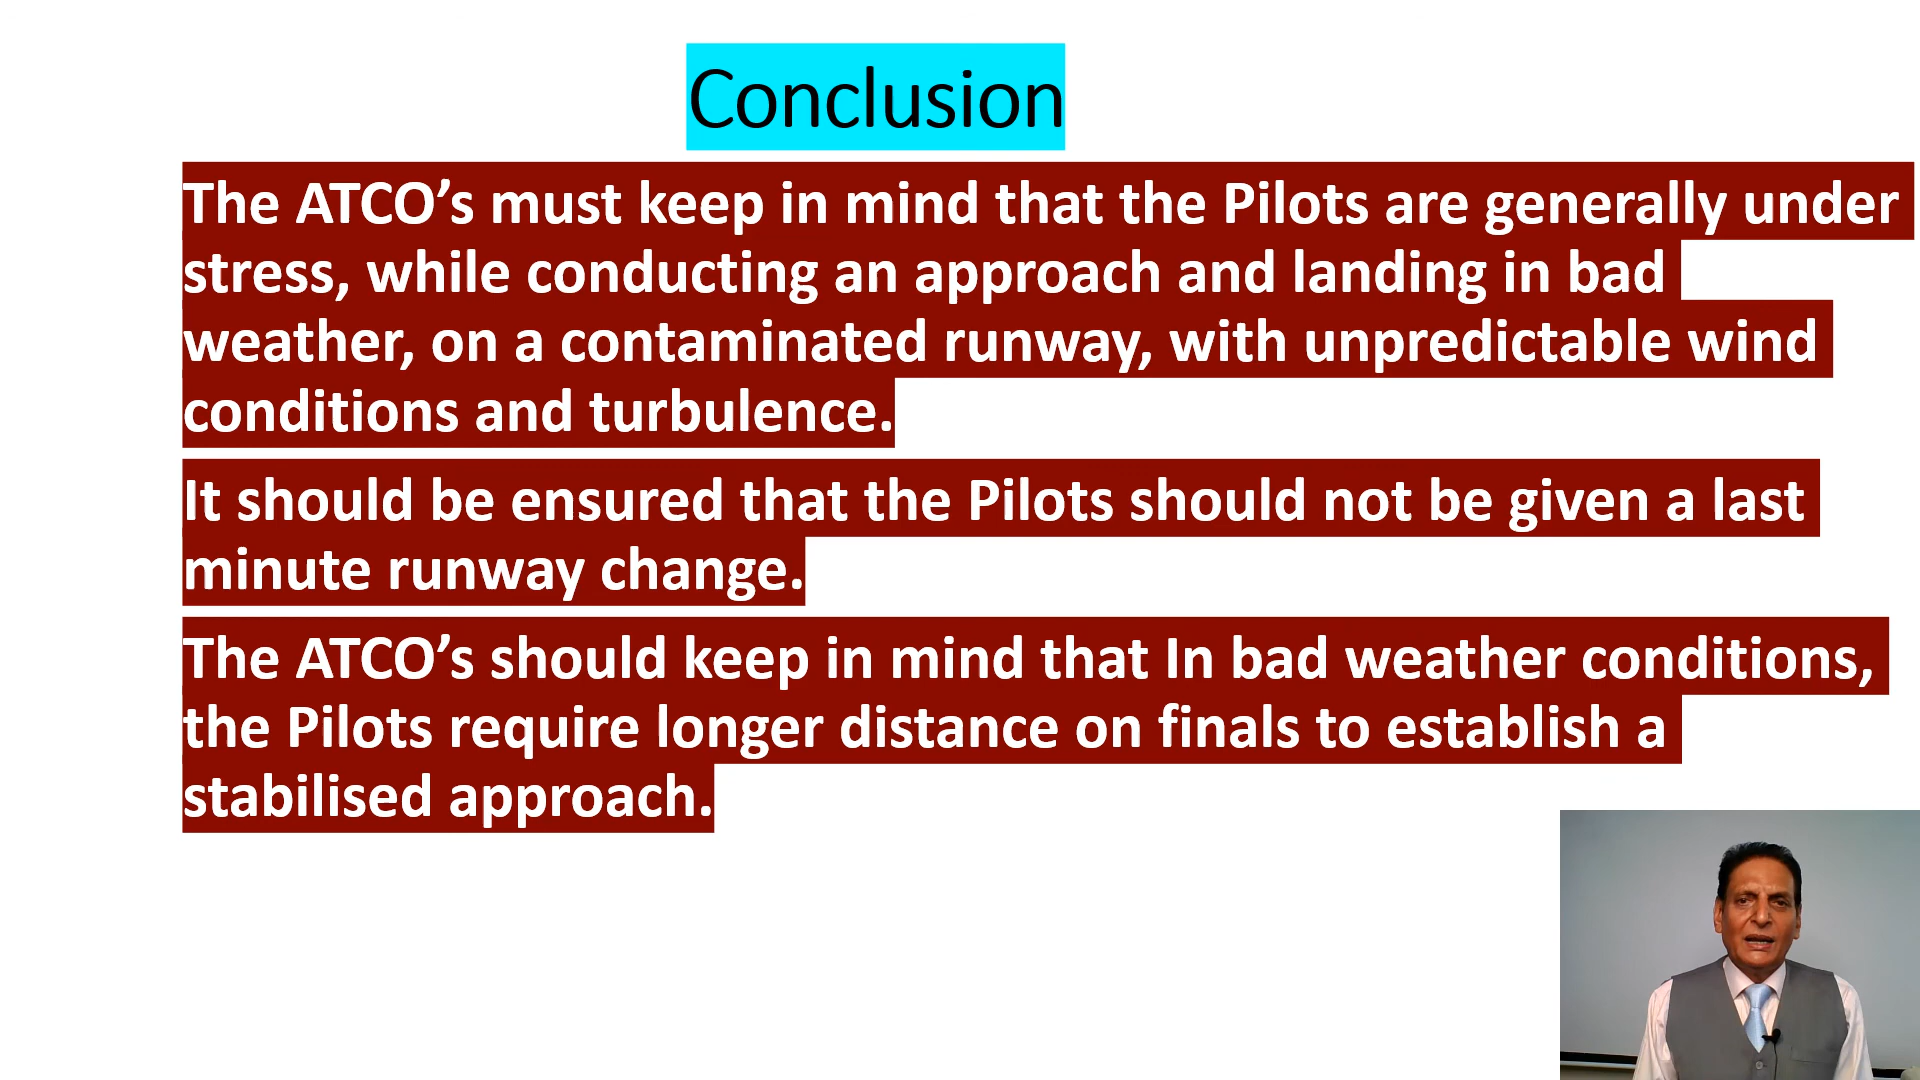 Conclusion
The ATCO’s must keep in mind that the Pilots are generally under
stress, while conducting an approach and landing in bad
weather, on a contaminated runway, with unpredictable wind
conditions and turbulence.
It should be ensured that the Pilots should not be given a last
minute runway change.
The ATCO’s should keep in mind that In bad weather conditions,
the Pilots require longer distance on finals to establish a
stabilised approach.